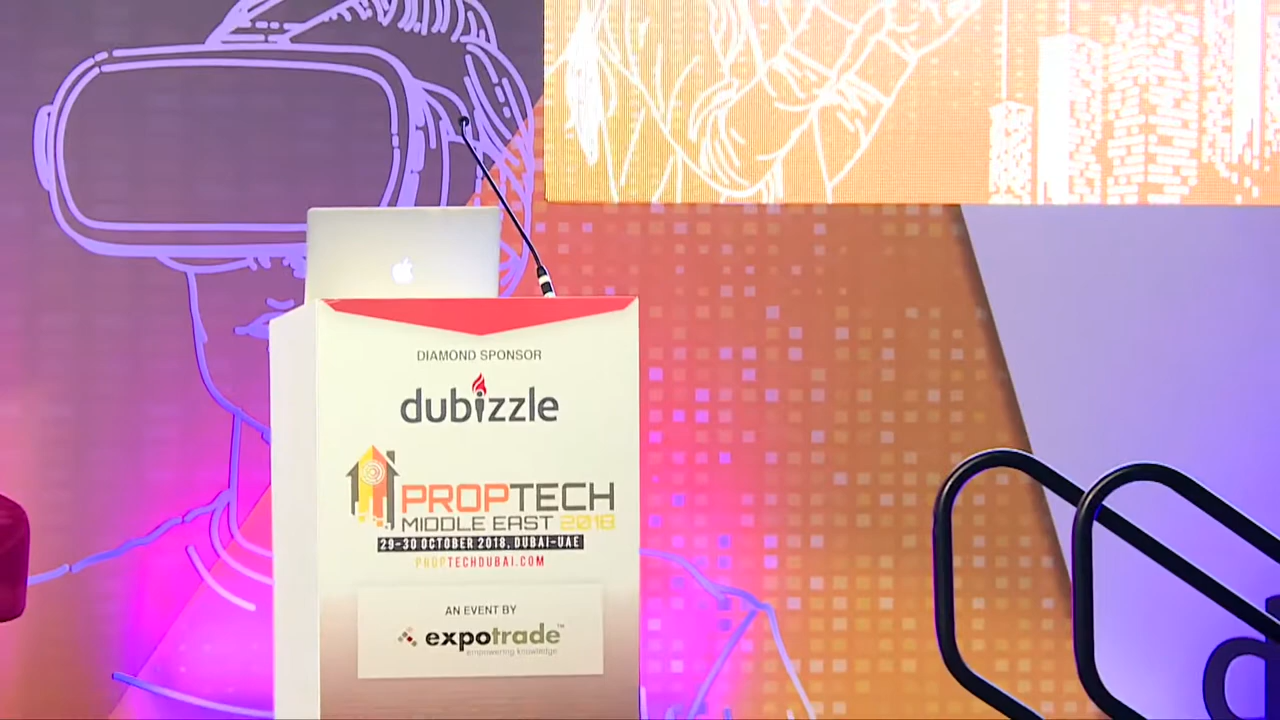 DIAMOND SPONSOR
dubizzle
PROPTECH
MIDDLE EAST 2018
29-30 OCTOBER 2018, DUBAI-UAE
PROPTECHDUBAI.COM
AN EVENT BY
expotrade™
empowering knowledge